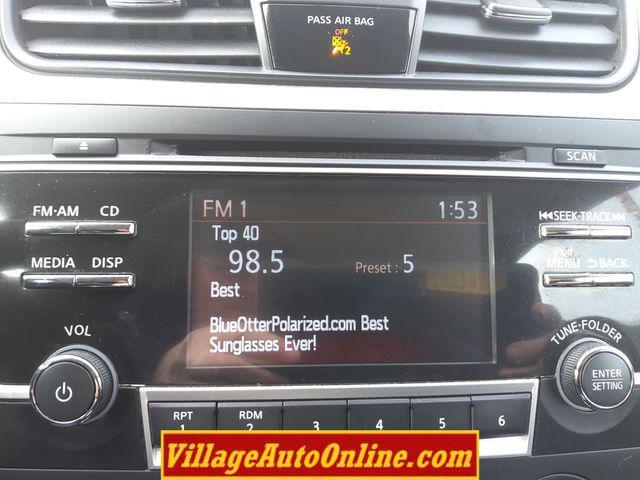 PASS AIR BAG
OFF
2
SCAN
FM·AM CD
MEDIA DISP
VOL
FM 1 1:53
Top 40
98.5 Preset : 5
Best
BlueOtterPolarized.com Best
Sunglasses Ever!
SEEK·TRACK
iPod
MENU BACK
TUNE·FOLDER
ENTER
SETTING
RPT RDM
1 2 3 4 5 6
VillageAutoOnline.com